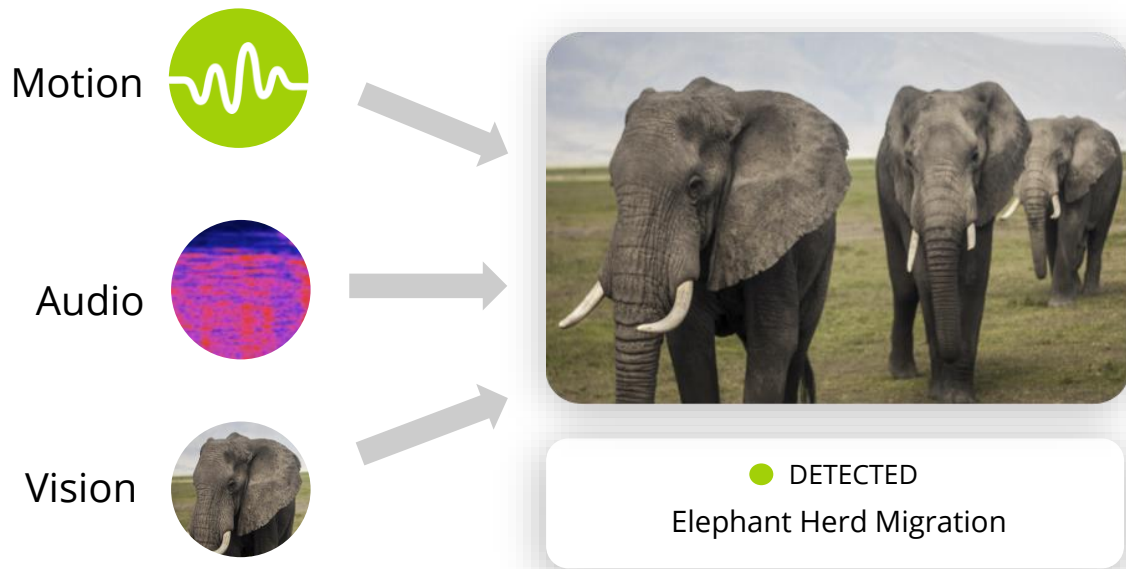 Motion
Audio
Vision
DETECTED
Elephant Herd Migration